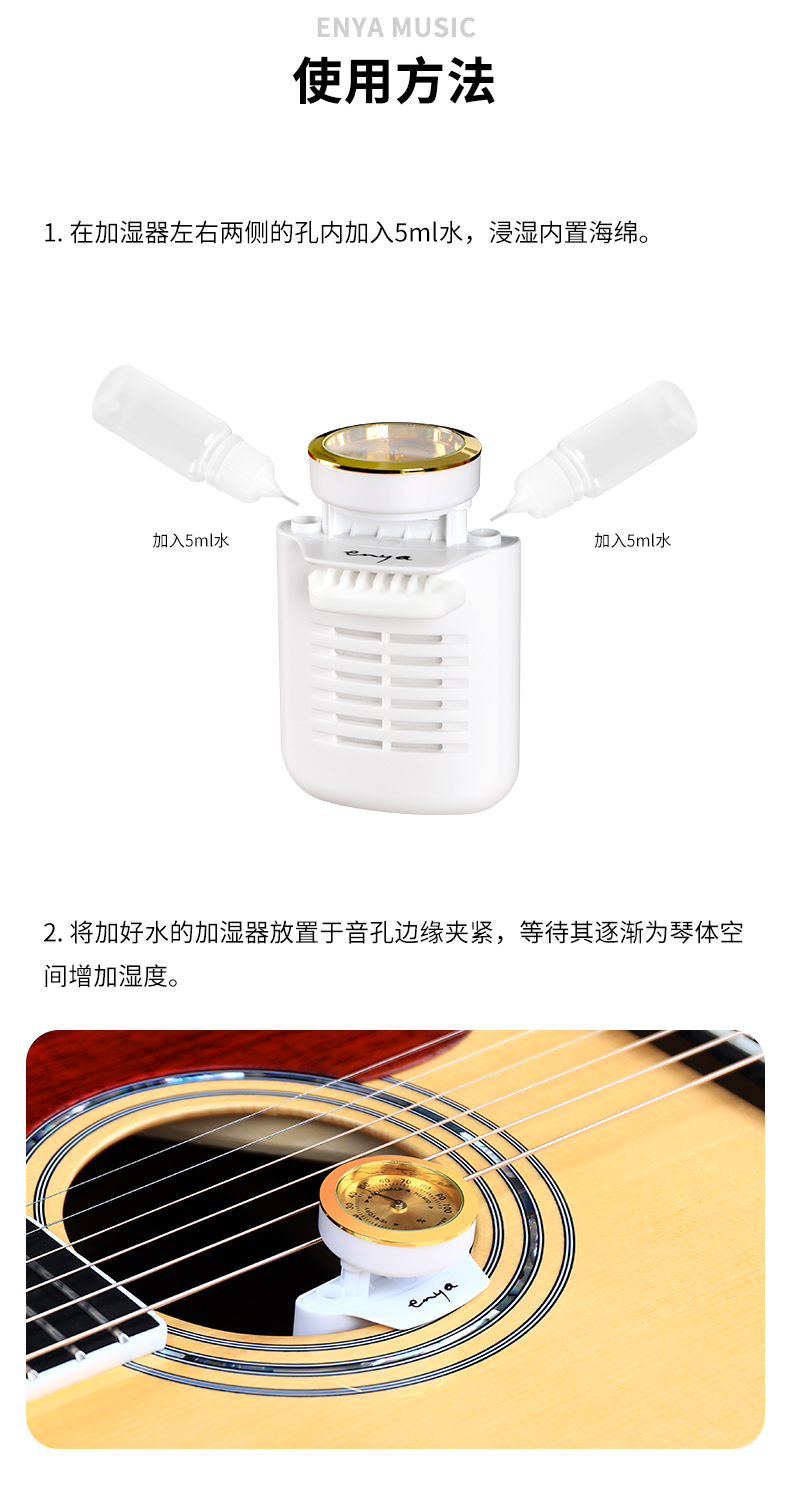 ENYA MUSIC
使用方法
1. 在加湿器左右两侧的孔内加入5ml水，浸湿内置海绵。
加入5ml水
加入5ml水
enya
2. 将加好水的加湿器放置于音孔边缘夹紧，等待其逐渐为琴体空
间增加湿度。
enya